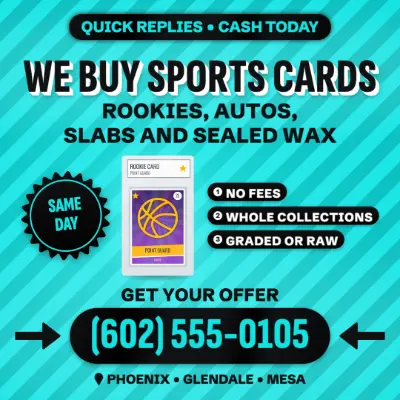 QUICK REPLIES • CASH TODAY
WE BUY SPORTS CARDS
ROOKIES, AUTOS,
SLABS AND SEALED WAX
SAME
DAY
ROOKIE CARD
POINT GUARD
POINT GUARD
1 NO FEES
2 WHOLE COLLECTIONS
3 GRADED OR RAW
GET YOUR OFFER
(602) 555-0105
PHOENIX • GLENDALE • MESA